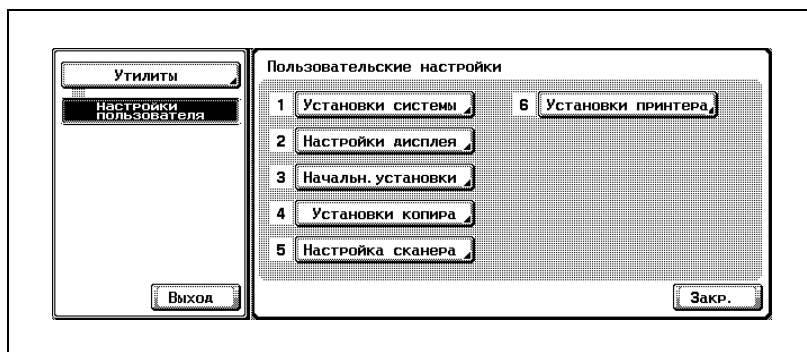 Утилиты
Настройки
пользователя
Выход
Пользовательские настройки
1 Установки системы
2 Настройки дисплея
3 Начальн.установки
4 Установки копира
5 Настройка сканера
6 Установки принтера
Закр.